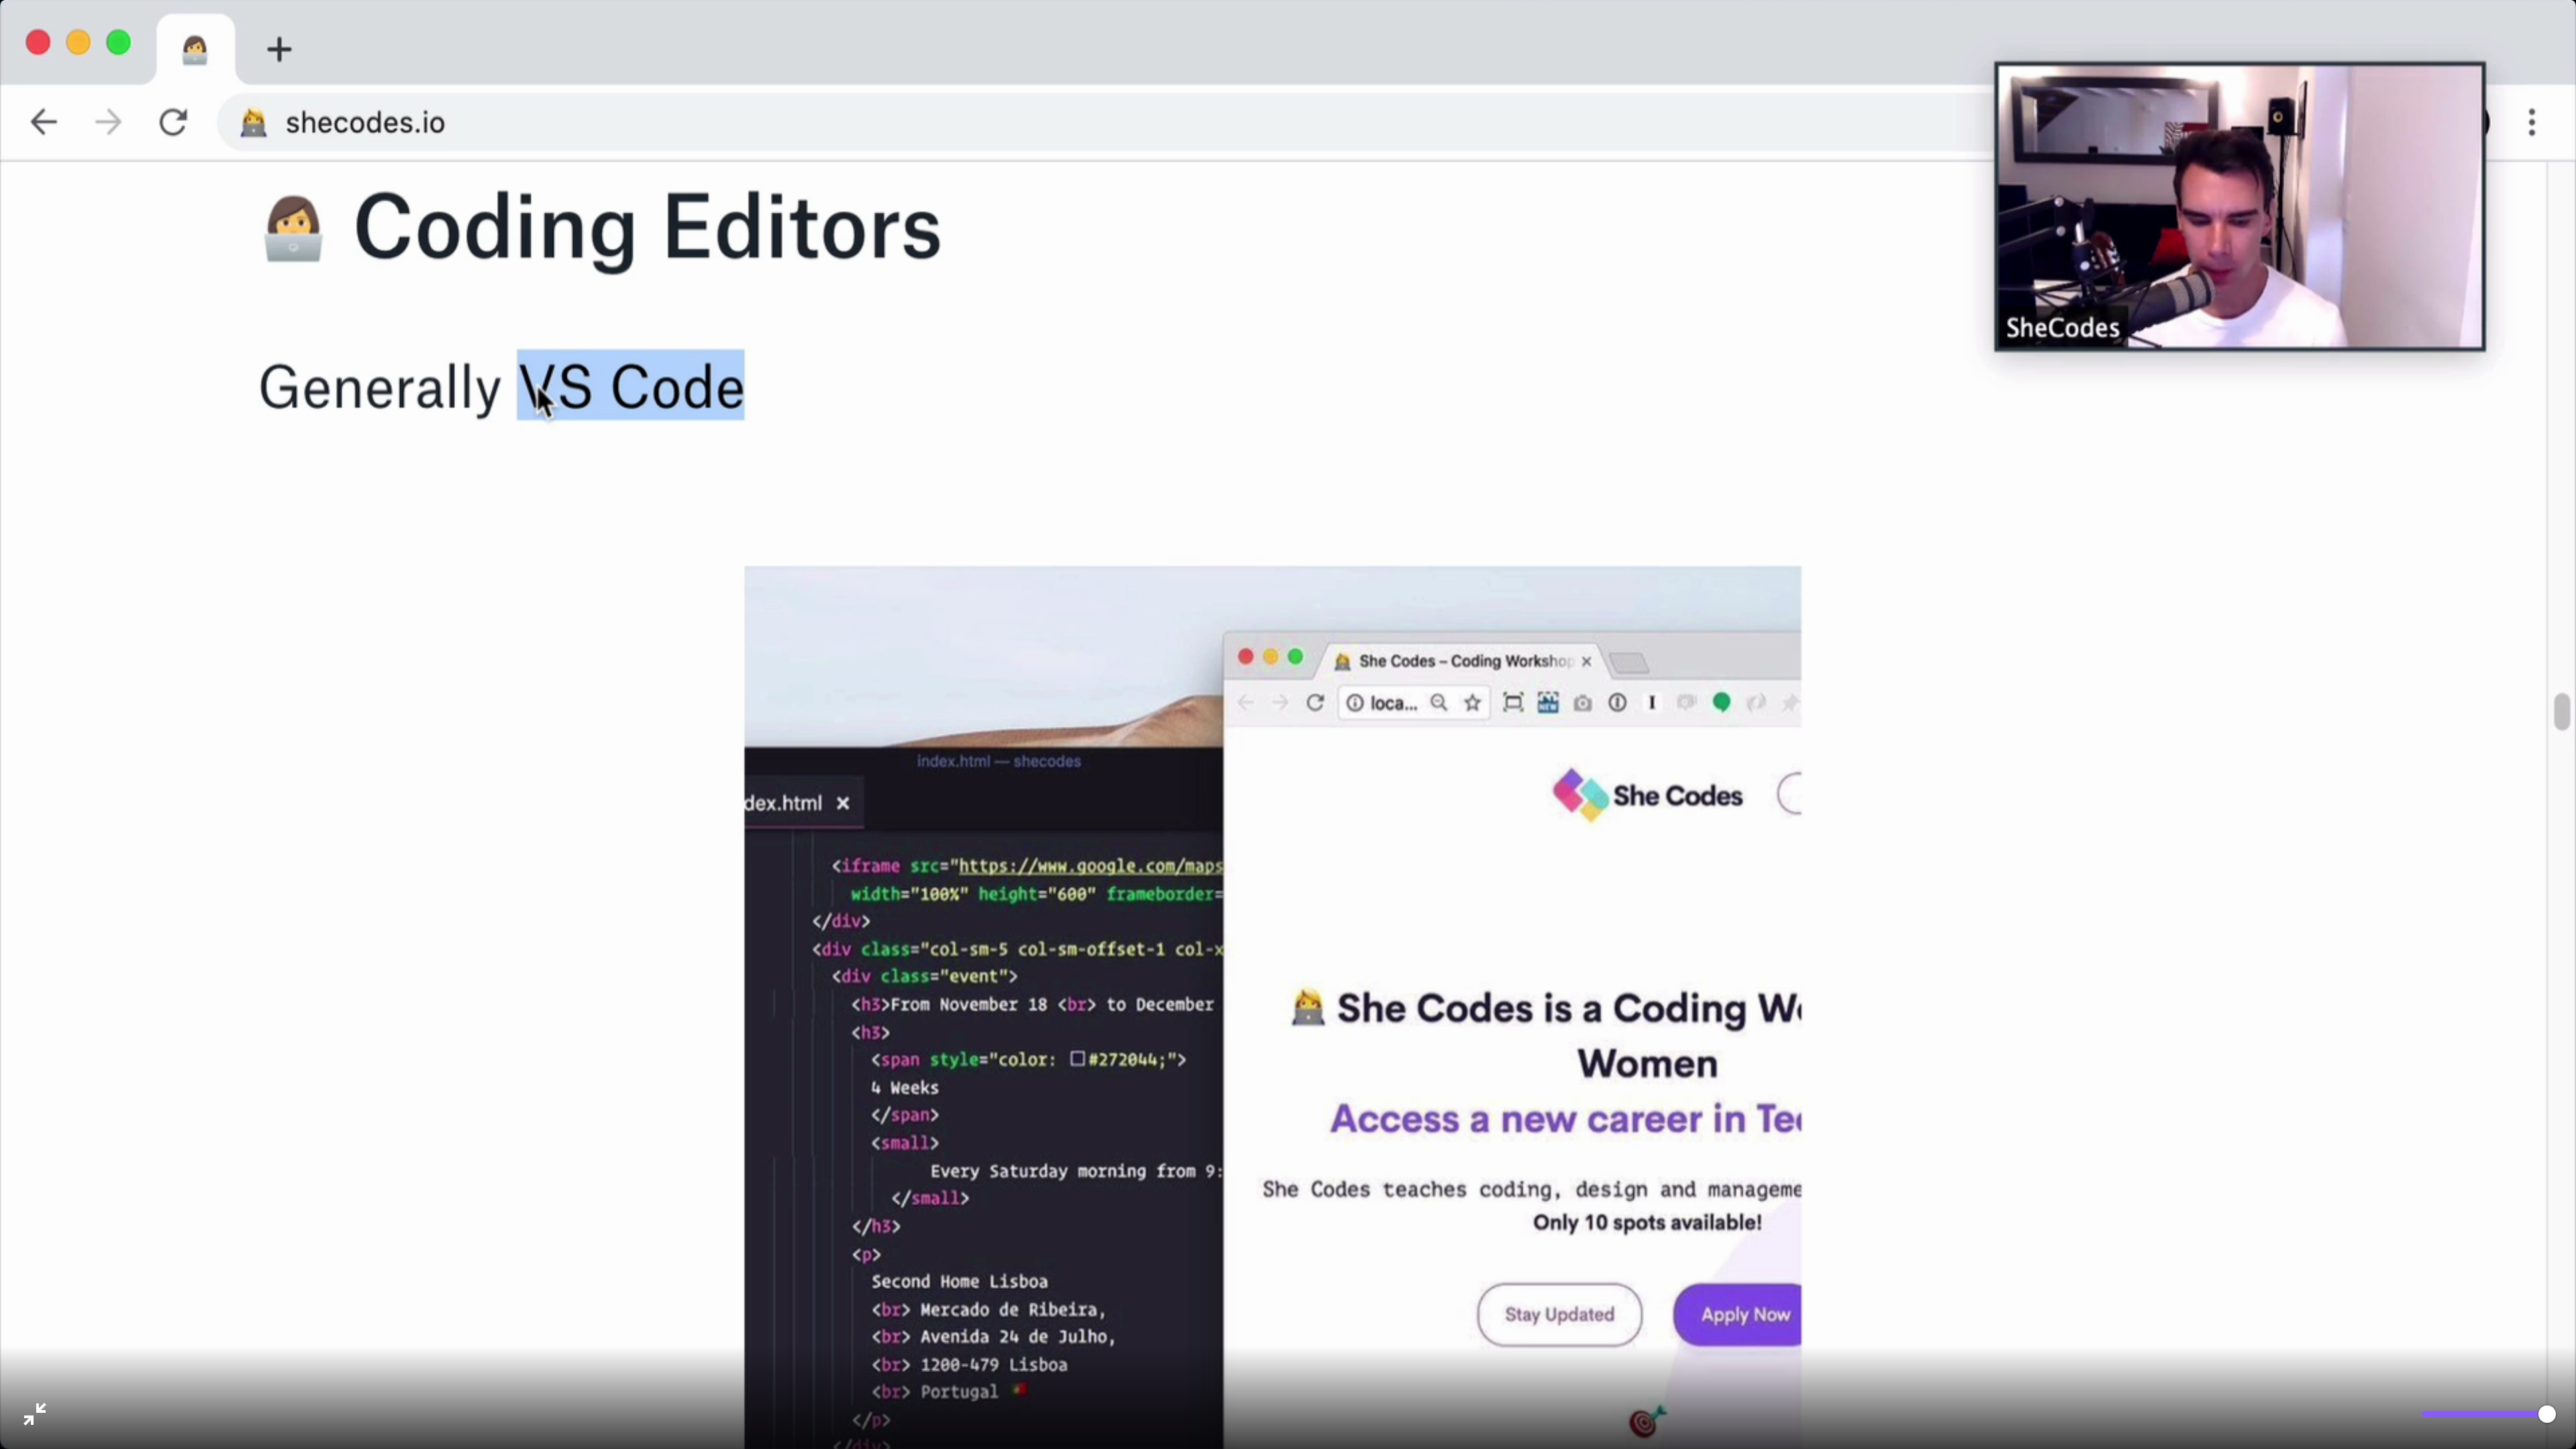 shecodes.io
Coding Editors
Generally VS Code
SheCodes
She Codes – Coding Workshop
loca...
NEW
index.html — shecodes
dex.html
<iframe src="https://www.google.com/maps
width="100%" height="600" frameborder=
</div>
<div class="col-sm-5 col-sm-offset-1 col-x
<div class="event">
<h3>From November 18 <br> to December
<h3>
<span style="color: #272044;">
4 Weeks
</span>
<small>
Every Saturday morning from 9:
</small>
</h3>
<p>
Second Home Lisboa
<br> Mercado de Ribeira,
<br> Avenida 24 de Julho,
<br> 1200-479 Lisboa
<br> Portugal
</p>
</div>
She Codes
She Codes is a Coding Wo
Women
Access a new career in Tec
She Codes teaches coding, design and manageme
Only 10 spots available!
Stay Updated
Apply Now